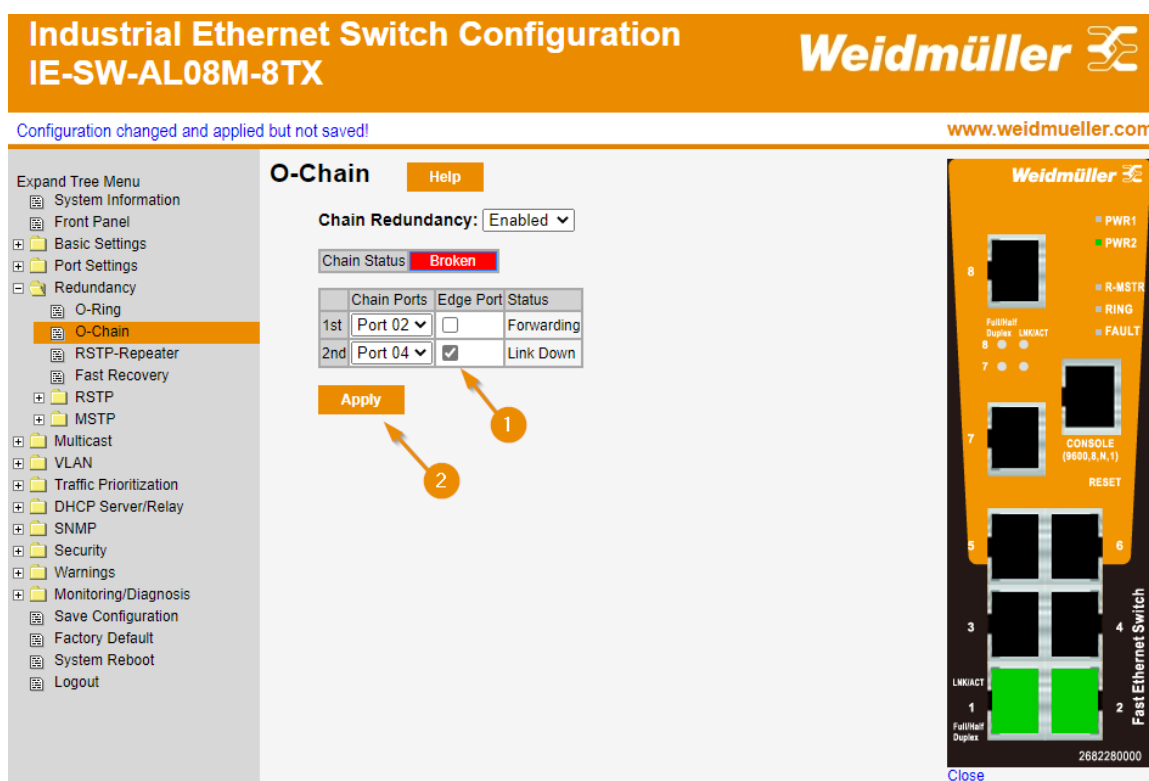 Industrial Ethernet Switch Configuration
IE-SW-AL08M-8TX
Weidmüller
Configuration changed and applied but not saved!
www.weidmueller.com
Expand Tree Menu
System Information
Front Panel
Basic Settings
Port Settings
Redundancy
O-Ring
O-Chain
RSTP-Repeater
Fast Recovery
RSTP
MSTP
Multicast
VLAN
Traffic Prioritization
DHCP Server/Relay
SNMP
Security
Warnings
Monitoring/Diagnosis
Save Configuration
Factory Default
System Reboot
Logout
O-Chain Help
Chain Redundancy: Enabled
Chain Status Broken
Chain Ports Edge Port Status
1st Port 02 Forwarding
2nd Port 04 Link Down
Apply
1
2
Weidmüller
PWR1
PWR2
8
R-MSTR
RING
FAULT
Full/Half
Duplex LNK/ACT
8
7
7
CONSOLE
(9600,8,N,1)
RESET
5 6
3 4
LNK/ACT
1 2
Full/Half
Duplex
Fast Ethernet Switch
2682280000
Close